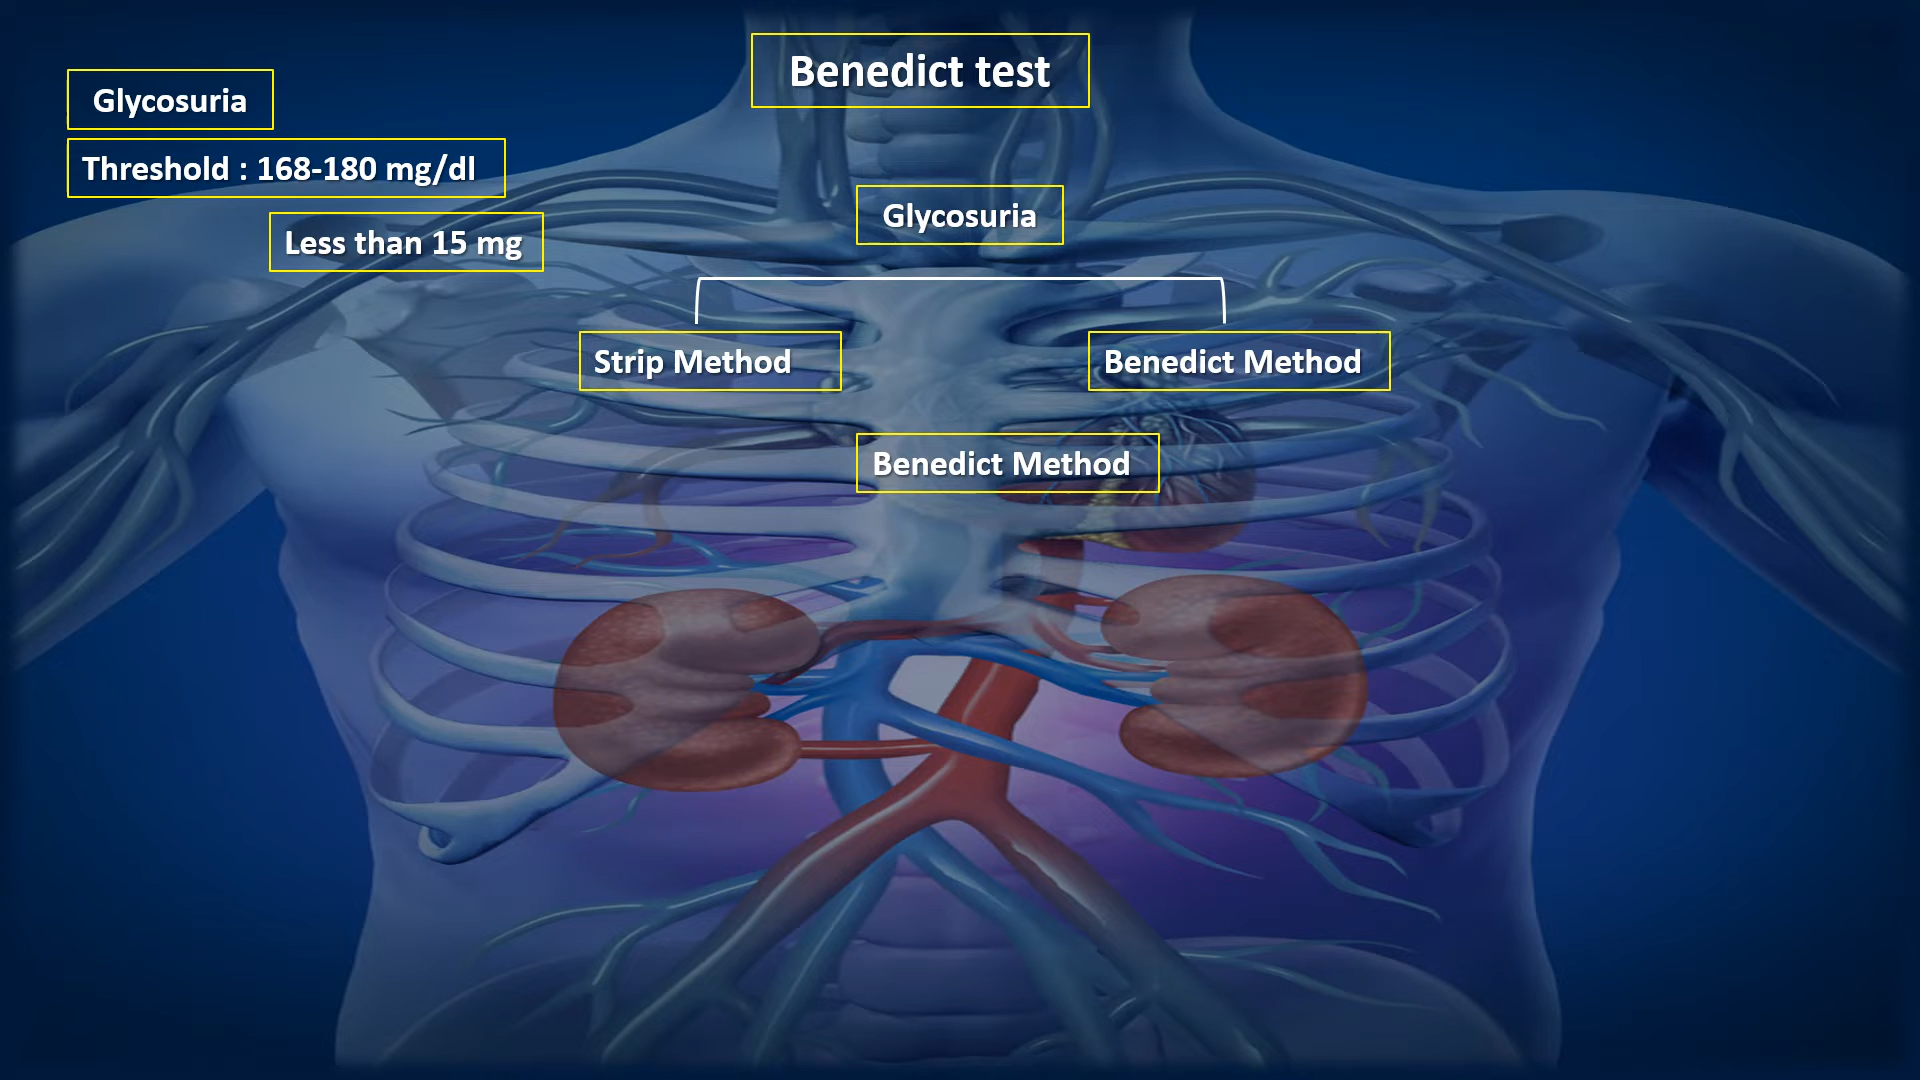 Benedict test
Glycosuria
Threshold : 168-180 mg/dl
Less than 15 mg
Glycosuria
Strip Method
Benedict Method
Benedict Method